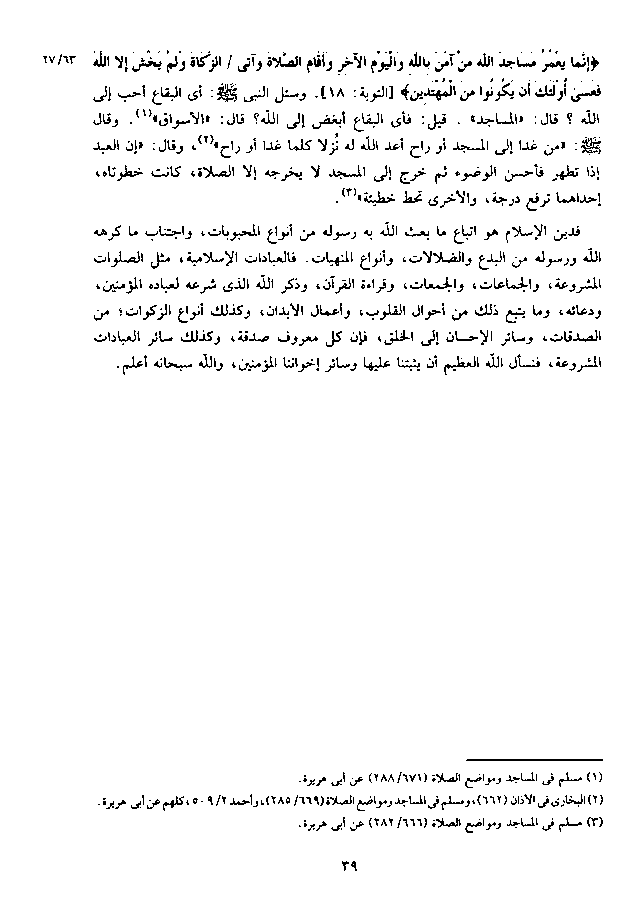 ﴿إِنَّمَا يَعْمُرُ مَسَاجِدَ اللَّهِ مَنْ آمَنَ بِاللَّهِ وَالْيَوْمِ الآخِرِ وَأَقَامَ الصَّلاةَ وَآتَى / الزَّكَاةَ وَلَمْ يَخْشَ إِلاَّ اللَّهَ ٢٧/٦٣
فَعَسَى أُوْلَئِكَ أَن يَكُونُوا مِنَ الْمُهْتَدِينَ﴾ [التوبة: ١٨]. وسئل النبى ﷺ: أى البقاع أحب إلى
الله ؟ قال: «المساجد» . قيل: فأى البقاع أبغض إلى الله؟ قال: «الأسواق»(١). وقال
ﷺ: «من غدا إلى المسجد أو راح أعد الله له نُزلا كلما غدا أو راح»(٢)، وقال: «إن العبد
إذا تطهر فأحسن الوضوء ثم خرج إلى المسجد لا يخرجه إلا الصلاة، كانت خطوتاه،
إحداهما ترفع درجة، والأخرى تحط خطيئة»(٣).
فدين الإسلام هو اتباع ما بعث الله به رسوله من أنواع المحبوبات، واجتناب ما كرهه
الله ورسوله من البدع والضلالات، وأنواع المنهيات. فالعبادات الإسلامية، مثل الصلوات
المشروعة، والجماعات، والجمعات، وقراءة القرآن، وذكر الله الذى شرعه لعباده المؤمنين،
ودعائه، وما يتبع ذلك من أحوال القلوب، وأعمال الأبدان، وكذلك أنواع الزكوات؛ من
الصدقات، وسائر الإحسان إلى الخلق، فإن كل معروف صدقة، وكذلك سائر العبادات
المشروعة، فنسأل الله العظيم أن يثبتنا عليها وسائر إخواننا المؤمنين، والله سبحانه أعلم.
(١) مسلم فى المساجد ومواضع الصلاة (٢٨٨/٦٧١) عن أبى هريرة.
(٢) البخارى فى الأذان (٦٦٢)، ومسلم فى المساجد ومواضع الصلاة (٢٨٥/٦٦٩)، وأحمد ٥٠٩/٢، كلهم عن أبى هريرة.
(٣) مسلم فى المساجد ومواضع الصلاة (٢٨٢/٦٦٦) عن أبى هريرة.
٣٩